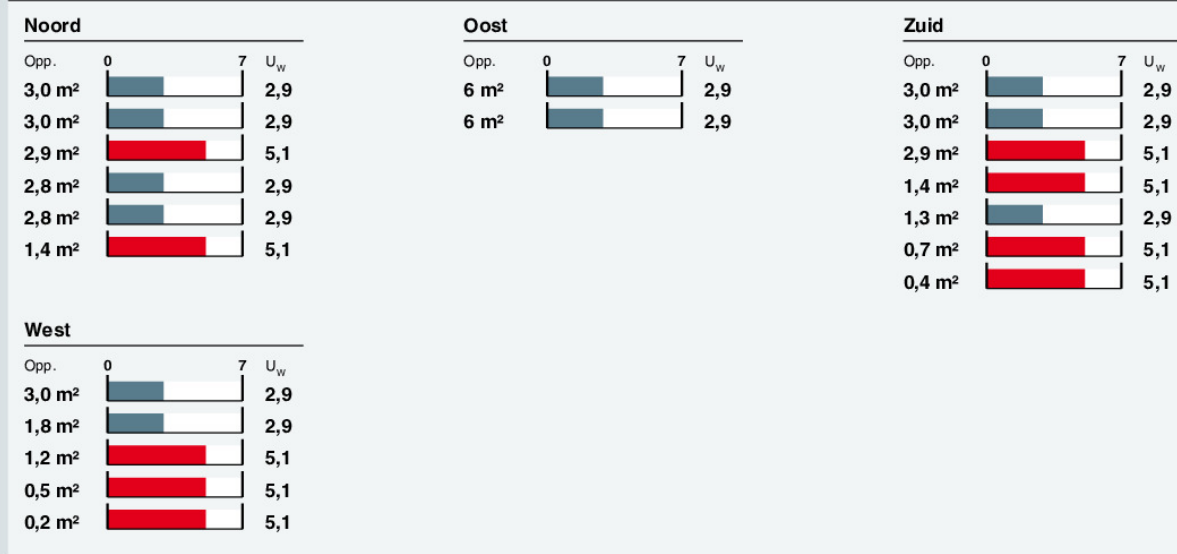 Noord
Opp. 0 7 Uw
3,0 m² 2,9
3,0 m² 2,9
2,9 m² 5,1
2,8 m² 2,9
2,8 m² 2,9
1,4 m² 5,1
Oost
Opp. 0 7 Uw
6 m² 2,9
6 m² 2,9
Zuid
Opp. 0 7 Uw
3,0 m² 2,9
3,0 m² 2,9
2,9 m² 5,1
1,4 m² 5,1
1,3 m² 2,9
0,7 m² 5,1
0,4 m² 5,1
West
Opp. 0 7 Uw
3,0 m² 2,9
1,8 m² 2,9
1,2 m² 5,1
0,5 m² 5,1
0,2 m² 5,1